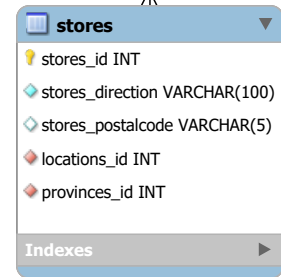 stores
stores_id INT
stores_direction VARCHAR(100)
stores_postalcode VARCHAR(5)
locations_id INT
provinces_id INT
Indexes